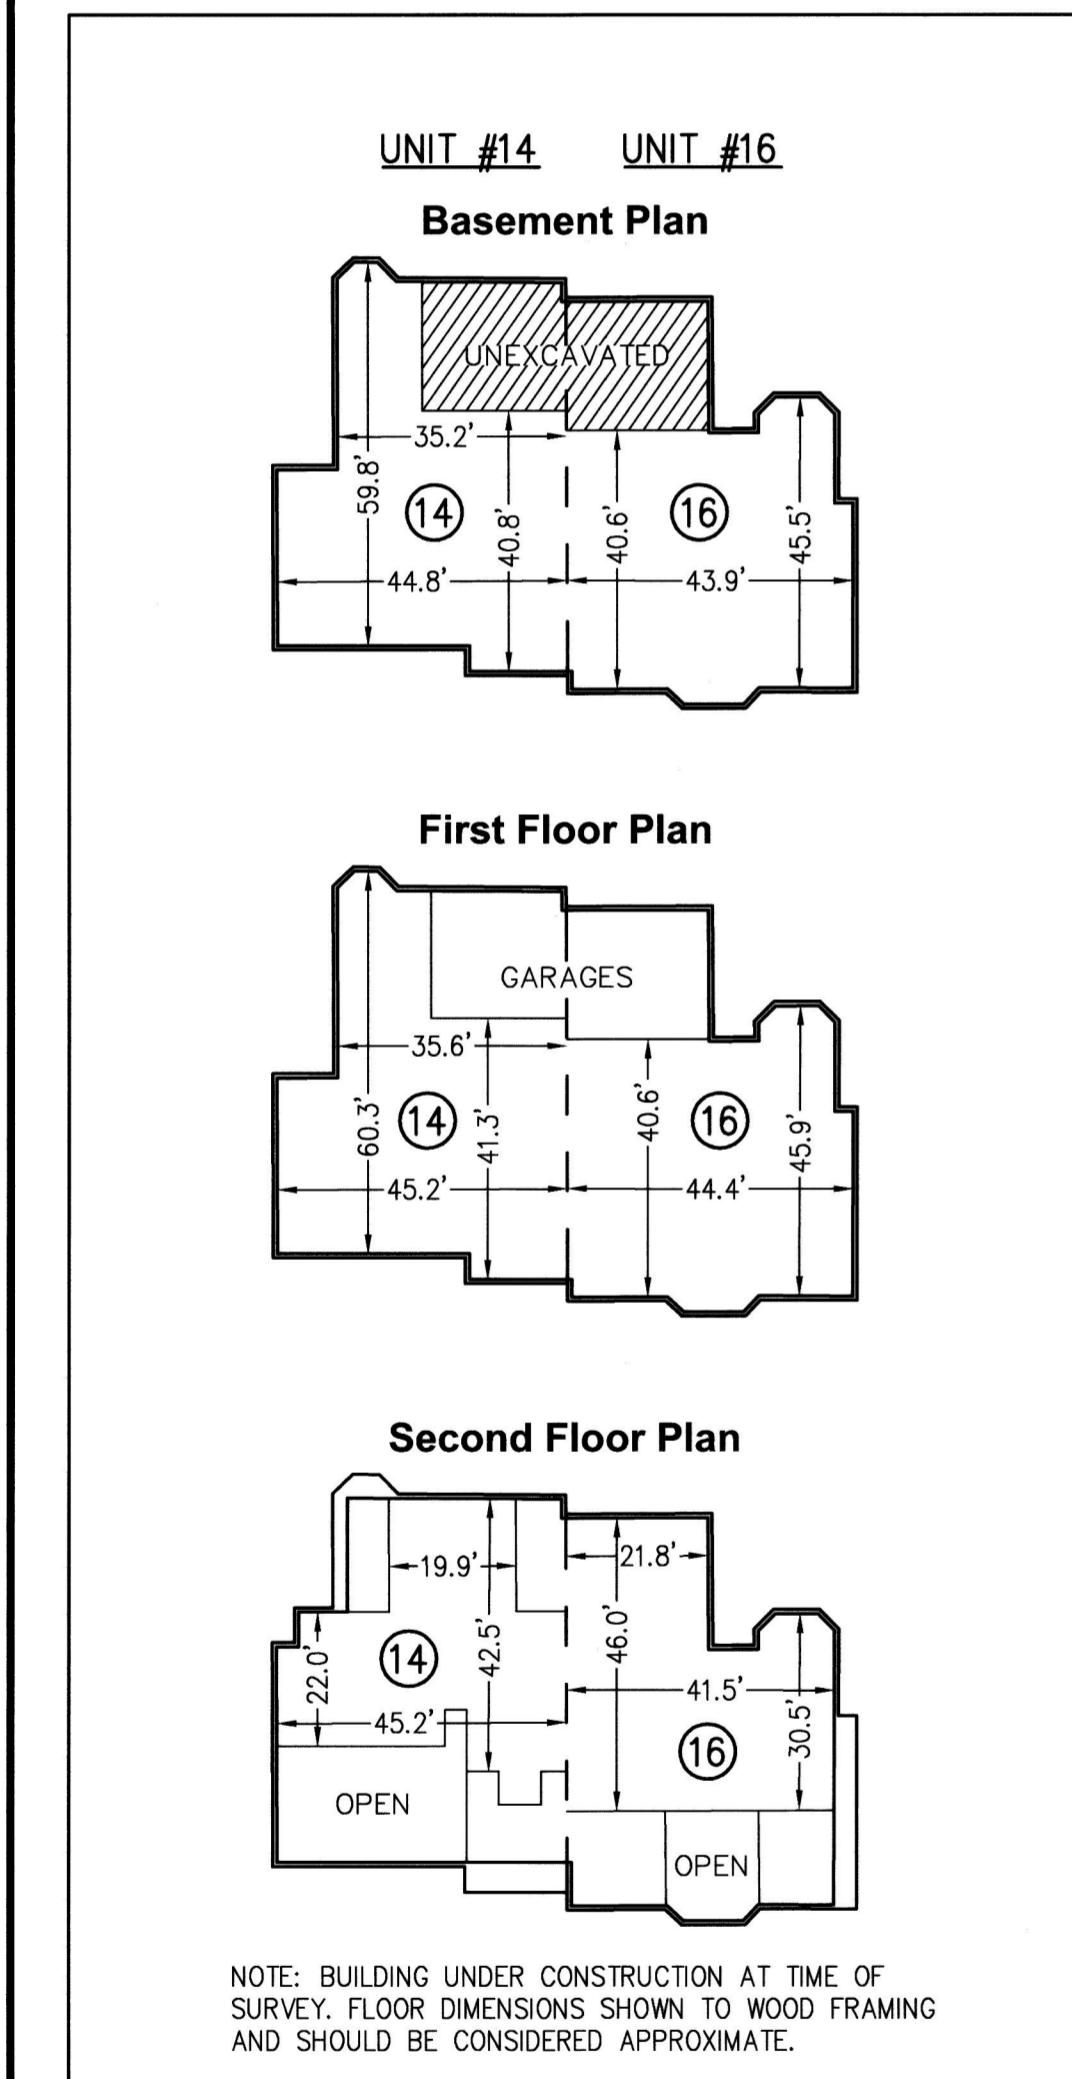 UNIT #14 UNIT #16
Basement Plan
UNEXCAVATED
35.2'
59.8'
14
40.8'
40.6'
16
45.5'
44.8'
43.9'
First Floor Plan
GARAGES
35.6'
60.3'
14
41.3'
40.6'
16
45.9'
45.2'
44.4'
Second Floor Plan
19.9'
21.8'
42.5'
46.0'
14
22.0'
41.5'
45.2'
16
30.5'
OPEN
OPEN
NOTE: BUILDING UNDER CONSTRUCTION AT TIME OF
SURVEY. FLOOR DIMENSIONS SHOWN TO WOOD FRAMING
AND SHOULD BE CONSIDERED APPROXIMATE.